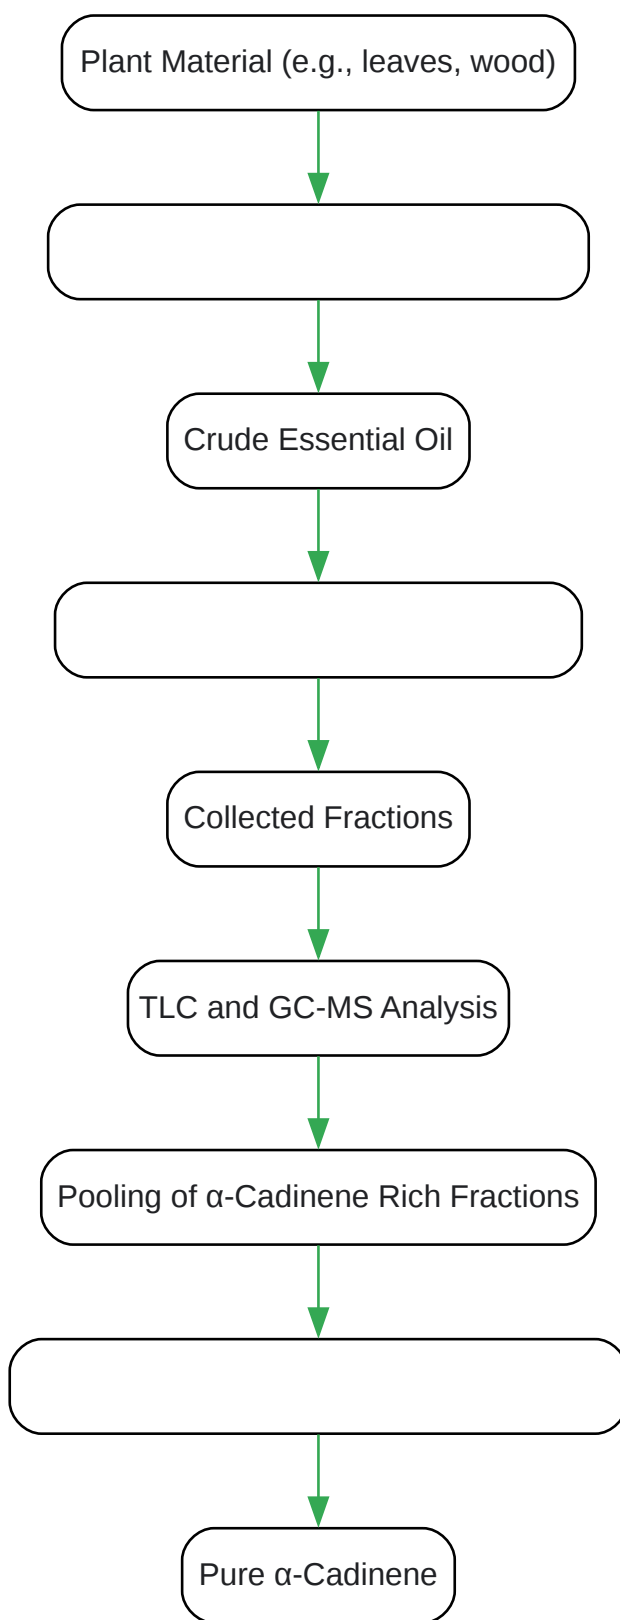 Plant Material (e.g., leaves, wood)
Crude Essential Oil
Collected Fractions
TLC and GC-MS Analysis
Pooling of α-Cadinene Rich Fractions
Pure α-Cadinene